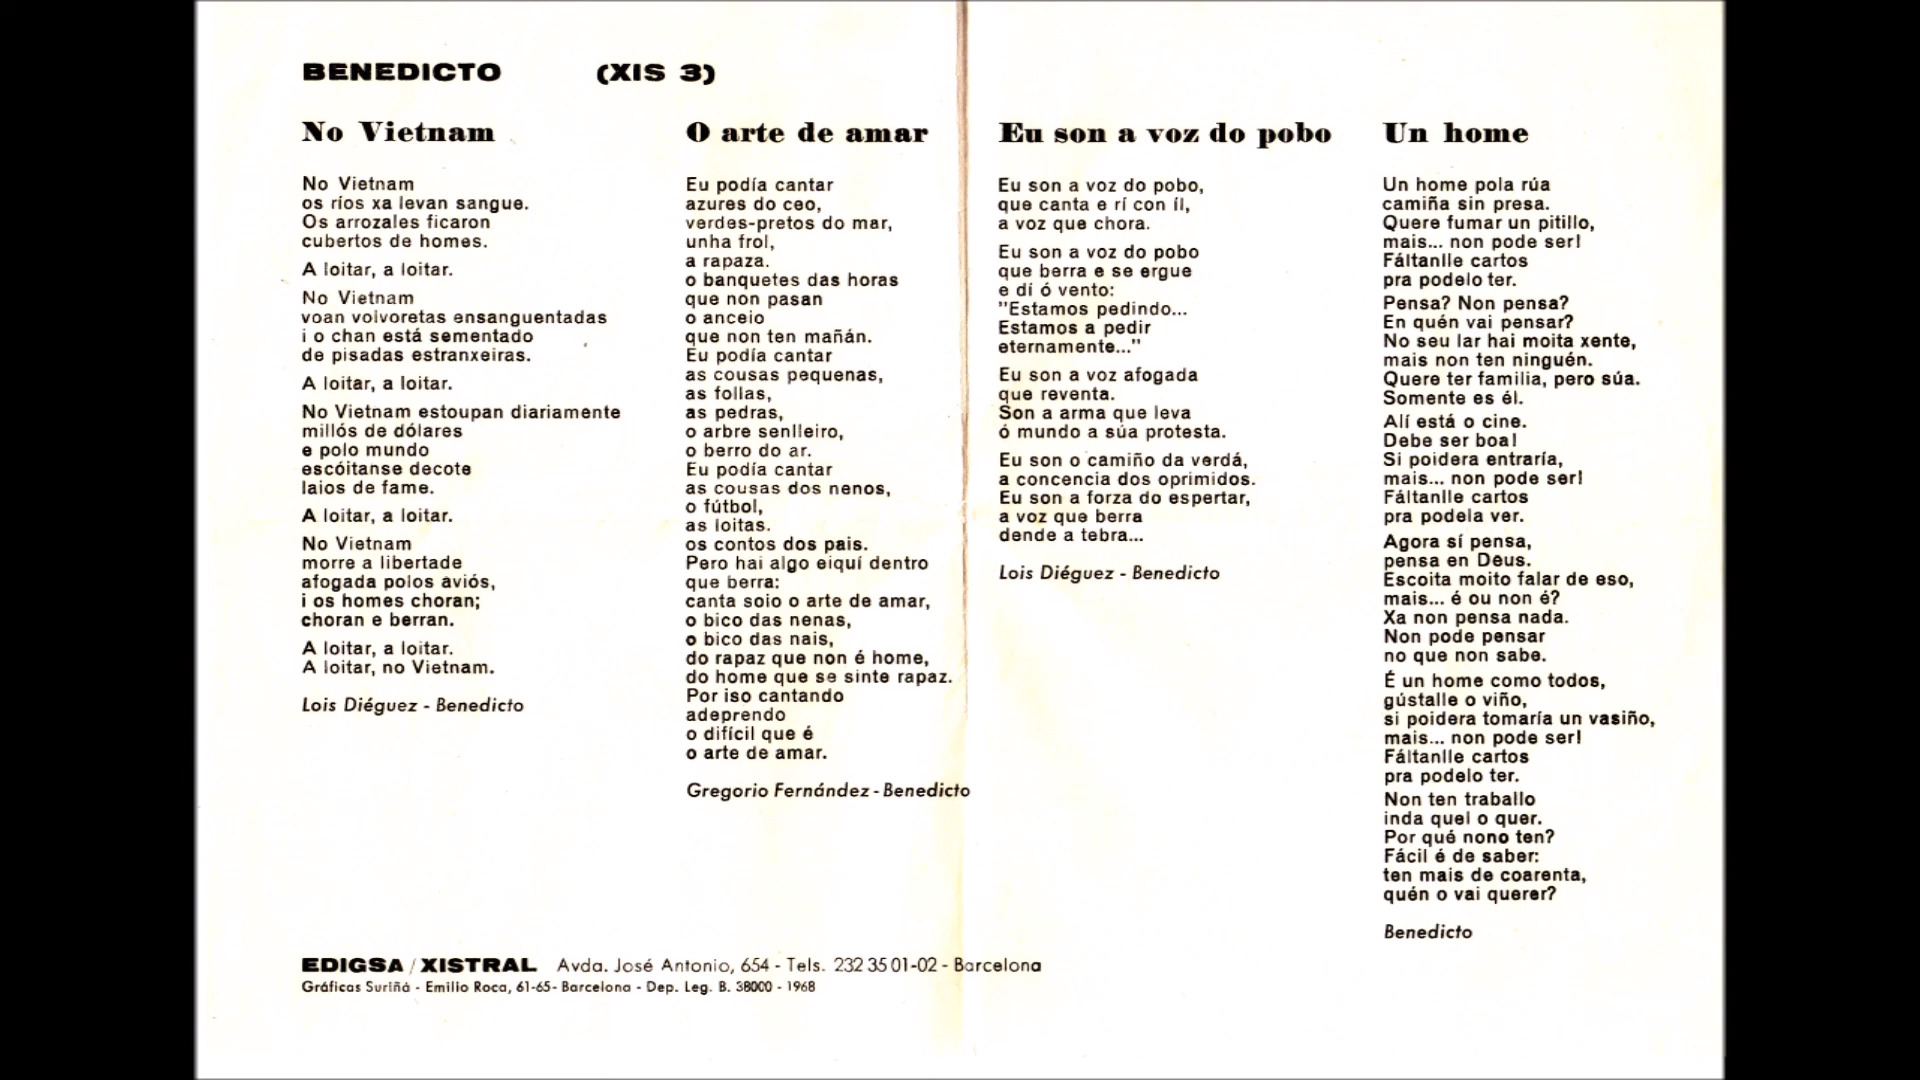 BENEDICTO (XIS 3)
No Vietnam
No Vietnam
os ríos xa levan sangue.
Os arrozales ficaron
cubertos de homes.
A loitar, a loitar.
No Vietnam
voan volvoretas ensanguentadas
i o chan está sementado
de pisadas estranxeiras.
A loitar, a loitar.
No Vietnam estoupan diariamente
millós de dólares
e polo mundo
escóitanse decote
laios de fame.
A loitar, a loitar.
No Vietnam
morre a libertade
afogada polos aviós,
i os homes choran;
choran e berran.
A loitar, a loitar.
A loitar, no Vietnam.
Lois Diéguez - Benedicto
O arte de amar
Eu podía cantar
azures do ceo,
verdes-pretos do mar,
unha frol,
a rapaza.
o banquetes das horas
que non pasan
o anceio
que non ten mañán.
Eu podía cantar
as cousas pequenas,
as follas,
as pedras,
o arbre senlleiro,
o berro do ar.
Eu podía cantar
as cousas dos nenos,
o fútbol,
as loitas.
os contos dos pais.
Pero hai algo eiquí dentro
que berra:
canta soio o arte de amar,
o bico das nenas,
o bico das nais,
do rapaz que non é home,
do home que se sinte rapaz.
Por iso cantando
adeprendo
o difícil que é
o arte de amar.
Gregorio Fernández - Benedicto
Eu son a voz do pobo
Eu son a voz do pobo,
que canta e rí con íl,
a voz que chora.
Eu son a voz do pobo
que berra e se ergue
e dí ó vento:
"Estamos pedindo...
Estamos a pedir
eternamente..."
Eu son a voz afogada
que reventa.
Son a arma que leva
ó mundo a súa protesta.
Eu son o camiño da verdá,
a concencia dos oprimidos.
Eu son a forza do espertar,
a voz que berra
dende a tebra...
Lois Diéguez - Benedicto
Un home
Un home pola rúa
camiña sin presa.
Quere fumar un pitillo,
mais... non pode ser!
Fáltanlle cartos
pra podelo ter.
Pensa? Non pensa?
En quén vai pensar?
No seu lar hai moita xente,
mais non ten ninguén.
Quere ter familia, pero súa.
Somente es él.
Alí está o cine.
Debe ser boa!
Si poidera entraría,
mais... non pode ser!
Fáltanlle cartos
pra podela ver.
Agora sí pensa,
pensa en Deus.
Escoita moito falar de eso,
mais... é ou non é?
Xa non pensa nada.
Non pode pensar
no que non sabe.
É un home como todos,
gústalle o viño,
si poidera tomaría un vasiño,
mais... non pode ser!
Fáltanlle cartos
pra podelo ter.
Non ten traballo
inda quel o quer.
Por qué nono ten?
Fácil é de saber:
ten mais de coarenta,
quén o vai querer?
Benedicto
EDIGSA / XISTRAL Avda. José Antonio, 654 - Tels. 232 35 01-02 - Barcelona
Gráficas Suriñá - Emilio Roca, 61-65 - Barcelona - Dep. Leg. B. 38000 - 1968